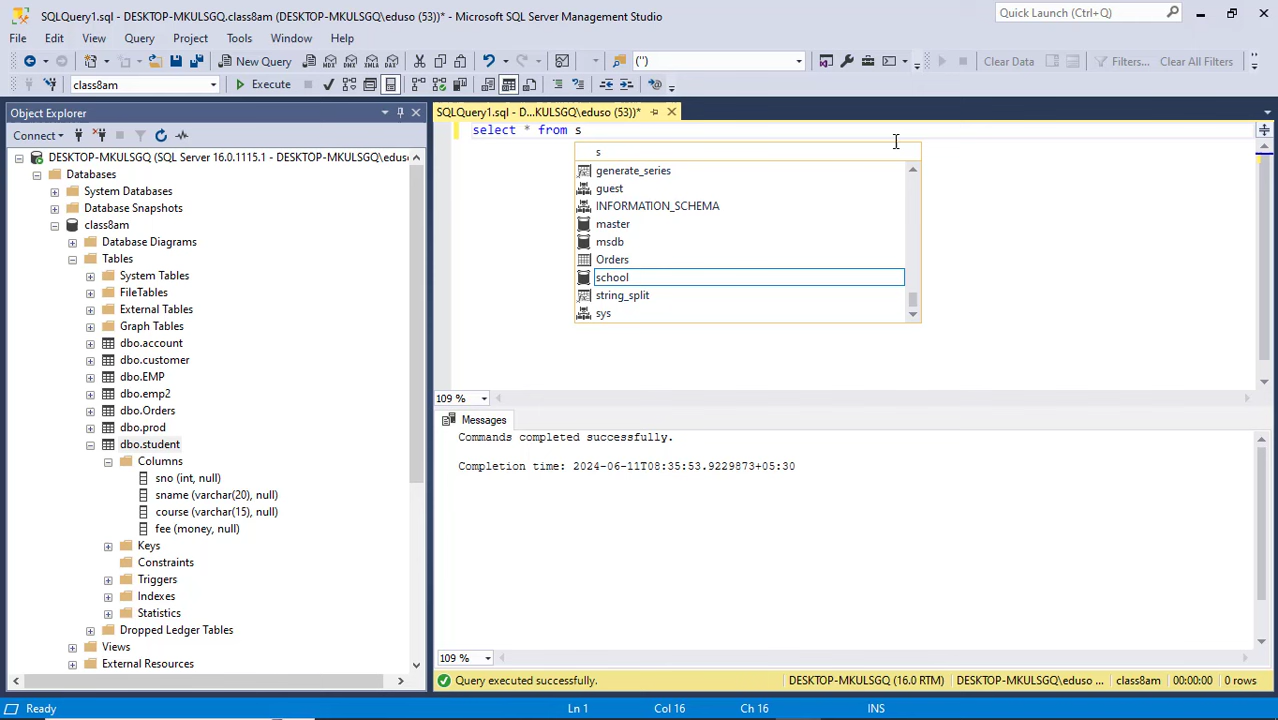 SQLQuery1.sql - DESKTOP-MKULSGQ.class8am (DESKTOP-MKULSGQ\eduso (53))* - Microsoft SQL Server Management Studio
Quick Launch (Ctrl+Q)
File Edit View Query Project Tools Window Help
New Query MDX DMX XMLA DAX ('') Clear Data Filters... Clear All Filters
class8am Execute
Object Explorer
SQLQuery1.sql - D...KULSGQ\eduso (53))*
Connect
select * from s
DESKTOP-MKULSGQ (SQL Server 16.0.1115.1 - DESKTOP-MKULSGQ\eduso
Databases
System Databases
Database Snapshots
class8am
Database Diagrams
Tables
System Tables
FileTables
External Tables
Graph Tables
dbo.account
dbo.customer
dbo.EMP
dbo.emp2
dbo.Orders
dbo.prod
dbo.student
Columns
sno (int, null)
sname (varchar(20), null)
course (varchar(15), null)
fee (money, null)
Keys
Constraints
Triggers
Indexes
Statistics
Dropped Ledger Tables
Views
External Resources
s
generate_series
guest
INFORMATION_SCHEMA
master
msdb
Orders
school
string_split
sys
109 %
Messages
Commands completed successfully.
Completion time: 2024-06-11T08:35:53.9229873+05:30
109 %
Query executed successfully. DESKTOP-MKULSGQ (16.0 RTM) DESKTOP-MKULSGQ\eduso ... class8am 00:00:00 0 rows
Ready Ln 1 Col 16 Ch 16 INS